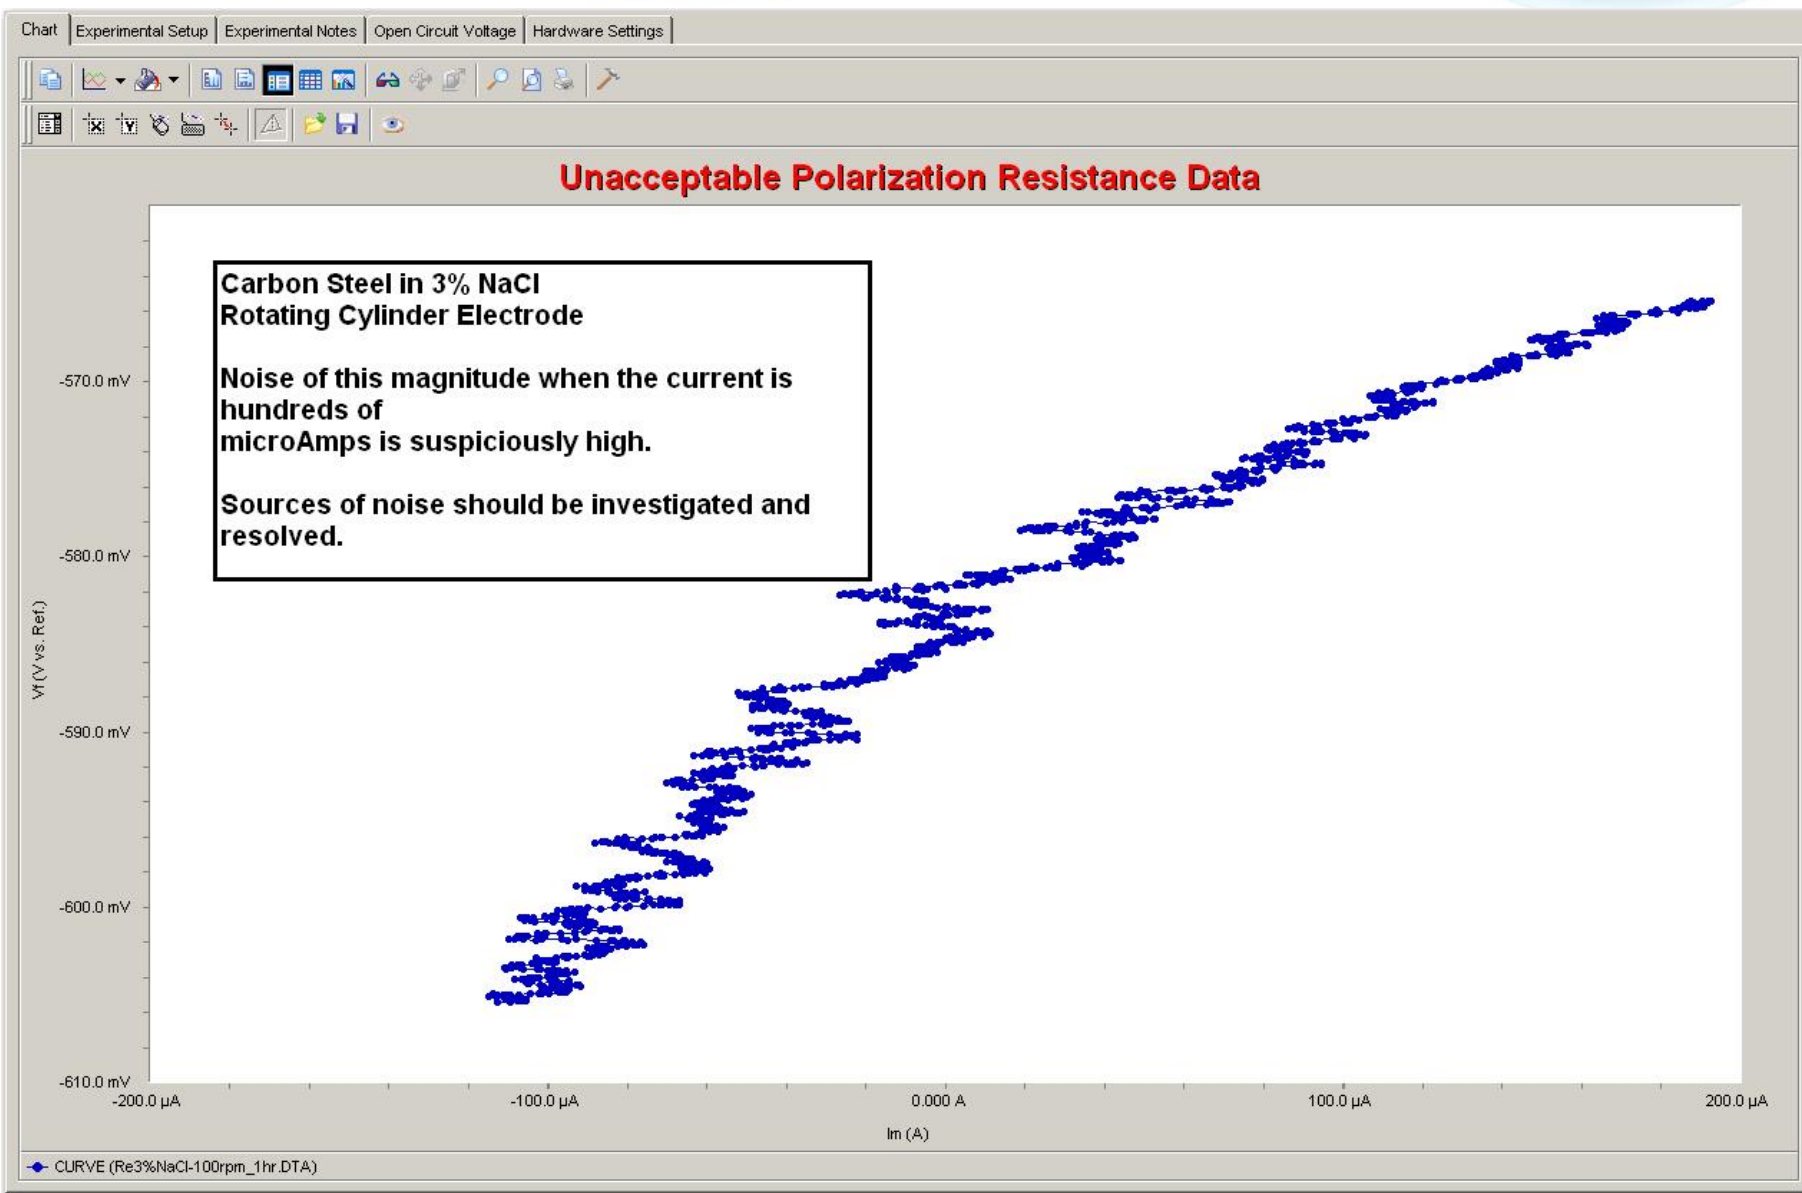 Chart Experimental Setup Experimental Notes Open Circuit Voltage Hardware Settings
Unacceptable Polarization Resistance Data
Carbon Steel in 3% NaCl
Rotating Cylinder Electrode
Noise of this magnitude when the current is
hundreds of
microAmps is suspiciously high.
Sources of noise should be investigated and
resolved.
-570.0 mV
-580.0 mV
-590.0 mV
-600.0 mV
-610.0 mV
Vf (V vs. Ref.)
-200.0 µA -100.0 µA 0.000 A 100.0 µA 200.0 µA
Im (A)
CURVE (Re3%NaCl-100rpm_1hr.DTA)